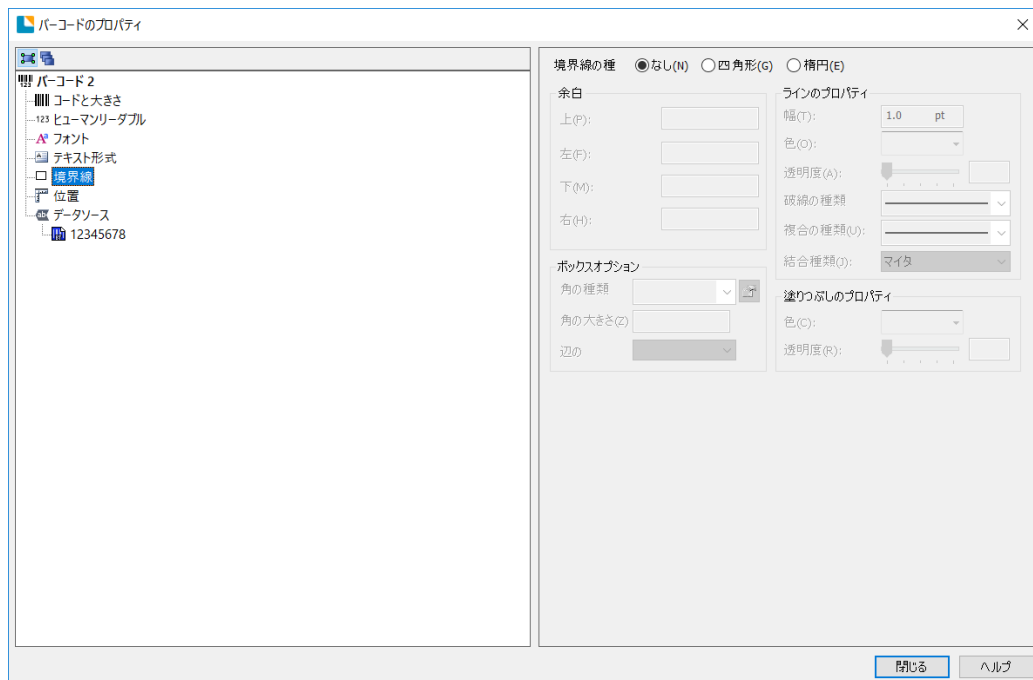 バーコードのプロパティ
バーコード 2
コードと大きさ
ヒューマンリーダブル
フォント
テキスト形式
境界線
位置
データソース
12345678
境界線の種 なし(N) 四角形(G) 楕円(E)
余白
上(P):
左(F):
下(M):
右(H):
ボックスオプション
角の種類
角の大きさ(Z)
辺の
ラインのプロパティ
幅(T): 1.0 pt
色(O):
透明度(A):
破線の種類
複合の種類(U):
結合種類(J): マイタ
塗りつぶしのプロパティ
色(C):
透明度(R):
閉じる ヘルプ